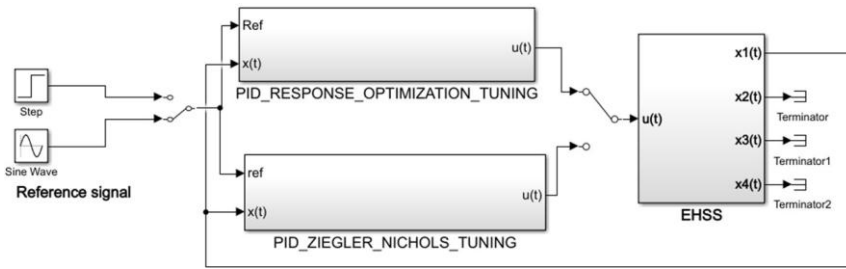 Step
Sine Wave
Reference signal
Ref
x(t)
u(t)
PID_RESPONSE_OPTIMIZATION_TUNING
ref
x(t)
u(t)
PID_ZIEGLER_NICHOLS_TUNING
u(t)
x1(t)
x2(t)
x3(t)
x4(t)
EHSS
Terminator
Terminator1
Terminator2